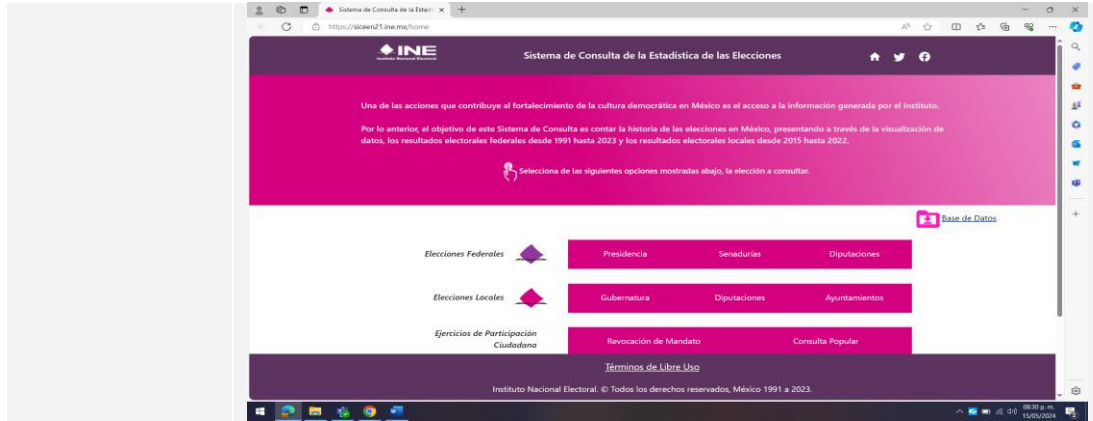 Sistema de Consulta de la Estad
https://siceen21.ine.mx/home
INE
Instituto Nacional Electoral
Sistema de Consulta de la Estadística de las Elecciones
Una de las acciones que contribuye al fortalecimiento de la cultura democrática en México es el acceso a la información generada por el Instituto.
Por lo anterior, el objetivo de este Sistema de Consulta es contar la historia de las elecciones en México, presentando a través de la visualización de
datos, los resultados electorales federales desde 1991 hasta 2023 y los resultados electorales locales desde 2015 hasta 2022.
Selecciona de las siguientes opciones mostradas abajo, la elección a consultar.
Base de Datos
Elecciones Federales
Presidencia Senadurías Diputaciones
Elecciones Locales
Gubernatura Diputaciones Ayuntamientos
Ejercicios de Participación
Ciudadana
Revocación de Mandato Consulta Popular
Términos de Libre Uso
Instituto Nacional Electoral. © Todos los derechos reservados, México 1991 a 2023.
08:30 p. m.
15/05/2024